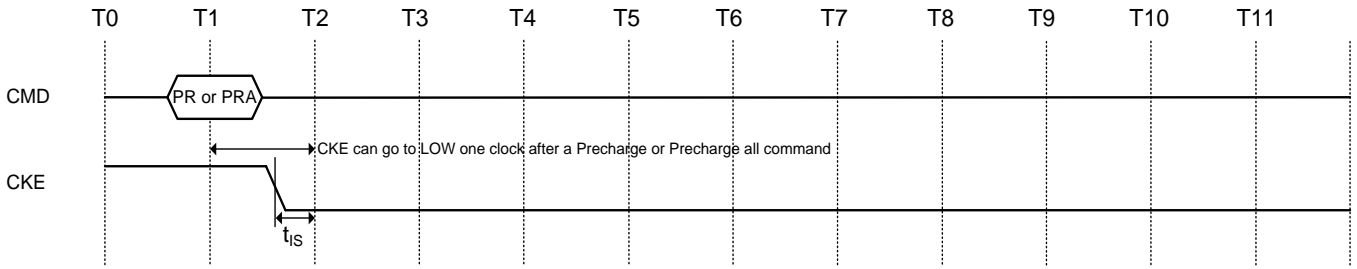 T0 T1 T2 T3 T4 T5 T6 T7 T8 T9 T10 T11
CMD PR or PRA
CKE can go to LOW one clock after a Precharge or Precharge all command
CKE
tIS